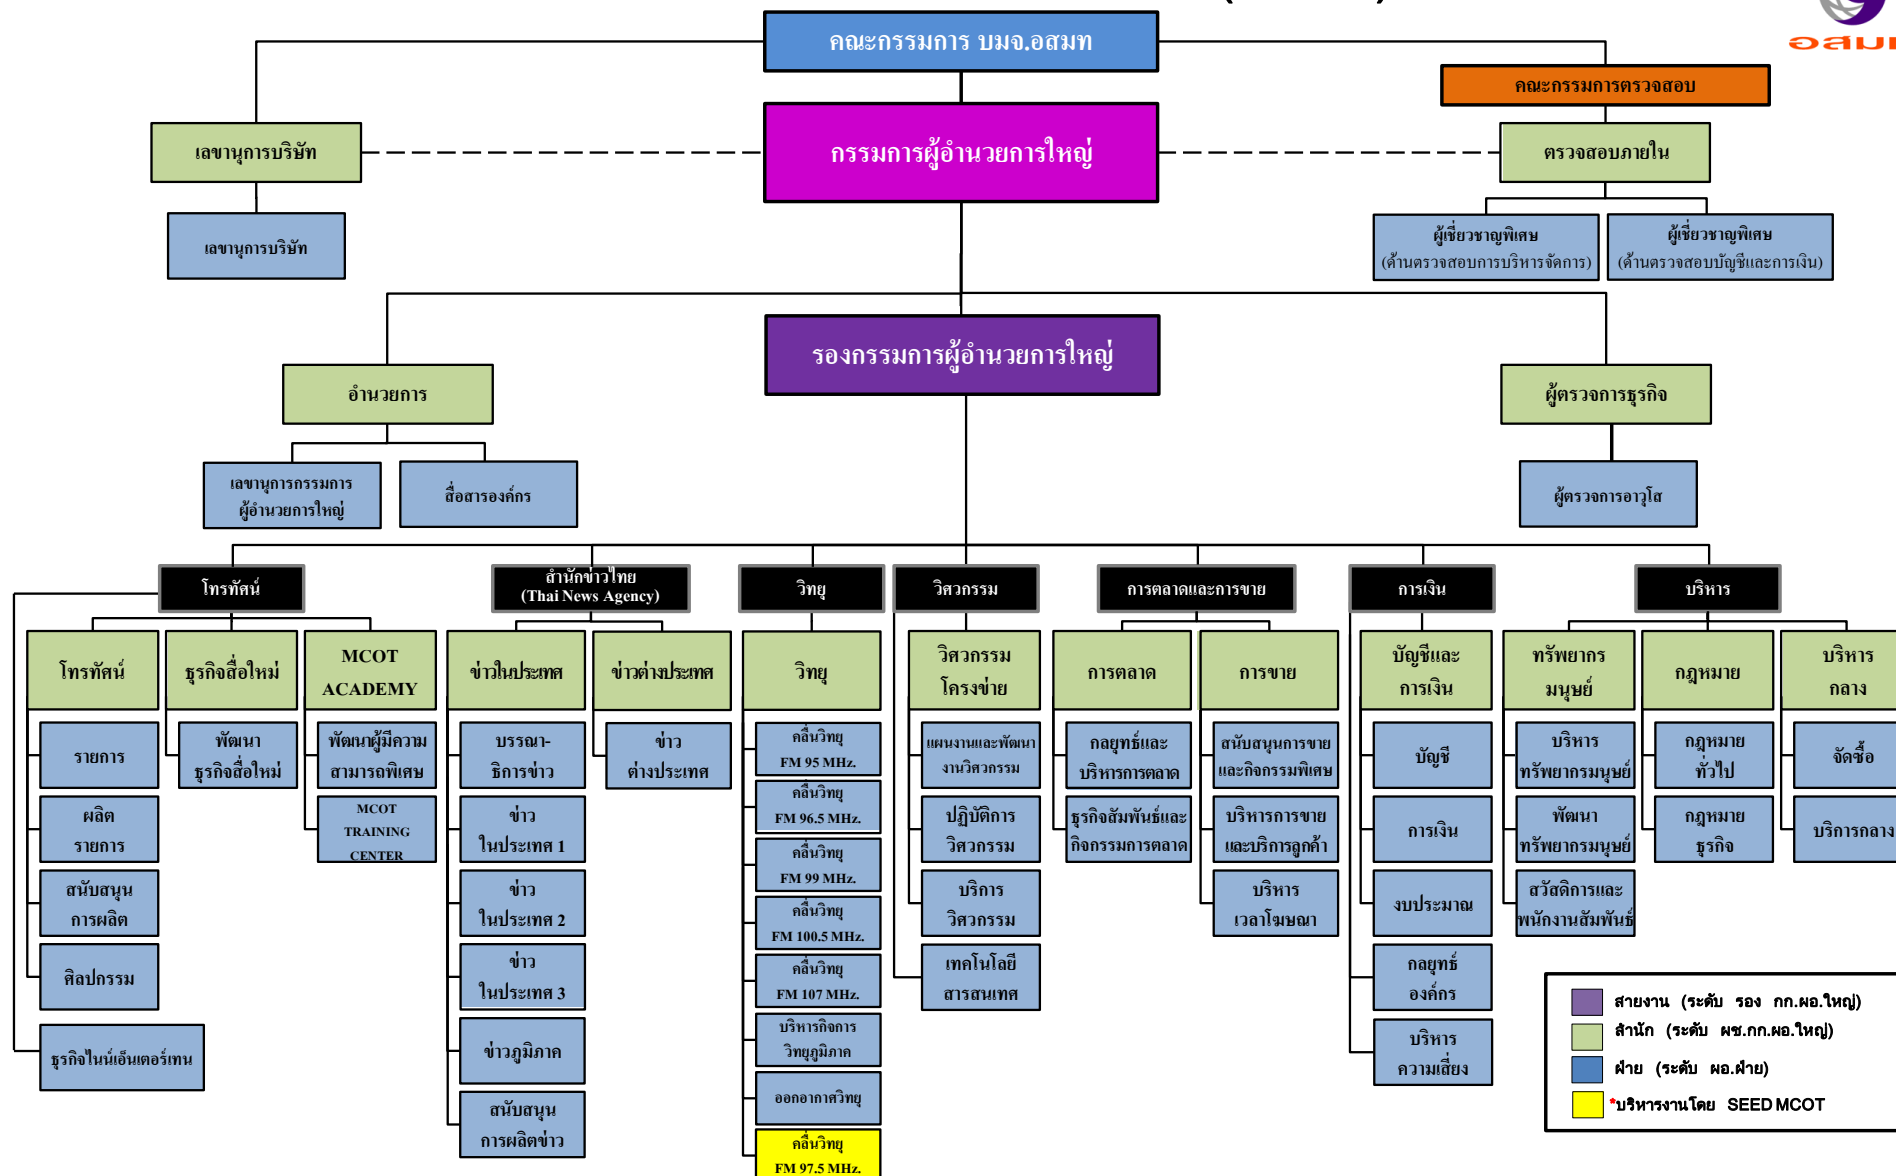 คณะกรรมการ บมจ.อสมท
อสมท
คณะกรรมการตรวจสอบ
เลขานุการบริษัท
กรรมการผู้อำนวยการใหญ่
ตรวจสอบภายใน
เลขานุการบริษัท
ผู้เชี่ยวชาญพิเศษ
(ด้านตรวจสอบการบริหารจัดการ)
ผู้เชี่ยวชาญพิเศษ
(ด้านตรวจสอบบัญชีและการเงิน)
รองกรรมการผู้อำนวยการใหญ่
อำนวยการ
ผู้ตรวจการธุรกิจ
เลขานุการกรรมการ
ผู้อำนวยการใหญ่
สื่อสารองค์กร
ผู้ตรวจการอาวุโส
โทรทัศน์
สำนักข่าวไทย
(Thai News Agency)
วิทยุ
วิศวกรรม
การตลาดและการขาย
การเงิน
บริหาร
โทรทัศน์
ธุรกิจสื่อใหม่
MCOT
ACADEMY
ข่าวในประเทศ
ข่าวต่างประเทศ
วิทยุ
วิศวกรรม
โครงข่าย
การตลาด
การขาย
บัญชีและ
การเงิน
ทรัพยากร
มนุษย์
กฎหมาย
บริหาร
กลาง
รายการ
ผลิต
รายการ
สนับสนุน
การผลิต
ศิลปกรรม
ธุรกิจไนน์เอ็นเตอร์เทน
พัฒนา
ธุรกิจสื่อใหม่
พัฒนาผู้มีความ
สามารถพิเศษ
MCOT
TRAINING
CENTER
บรรณา-
ธิการข่าว
ข่าว
ในประเทศ 1
ข่าว
ในประเทศ 2
ข่าว
ในประเทศ 3
ข่าวภูมิภาค
สนับสนุน
การผลิตข่าว
ข่าว
ต่างประเทศ
คลื่นวิทยุ
FM 95 MHz.
คลื่นวิทยุ
FM 96.5 MHz.
คลื่นวิทยุ
FM 99 MHz.
คลื่นวิทยุ
FM 100.5 MHz.
คลื่นวิทยุ
FM 107 MHz.
บริหารกิจการ
วิทยุภูมิภาค
ออกอากาศวิทยุ
คลื่นวิทยุ
FM 97.5 MHz.
แผนงานและพัฒนา
งานวิศวกรรม
ปฏิบัติการ
วิศวกรรม
บริการ
วิศวกรรม
เทคโนโลยี
สารสนเทศ
กลยุทธ์และ
บริหารการตลาด
ธุรกิจสัมพันธ์และ
กิจกรรมการตลาด
สนับสนุนการขาย
และกิจกรรมพิเศษ
บริหารการขาย
และบริการลูกค้า
บริหาร
เวลาโฆษณา
บัญชี
การเงิน
งบประมาณ
กลยุทธ์
องค์กร
บริหาร
ความเสี่ยง
บริหาร
ทรัพยากรมนุษย์
พัฒนา
ทรัพยากรมนุษย์
สวัสดิการและ
พนักงานสัมพันธ์
กฎหมาย
ทั่วไป
กฎหมาย
ธุรกิจ
จัดซื้อ
บริการกลาง
สายงาน (ระดับ รอง กก.ผอ.ใหญ่)
สำนัก (ระดับ ผช.กก.ผอ.ใหญ่)
ฝ่าย (ระดับ ผอ.ฝ่าย)
*บริหารงานโดย SEED MCOT